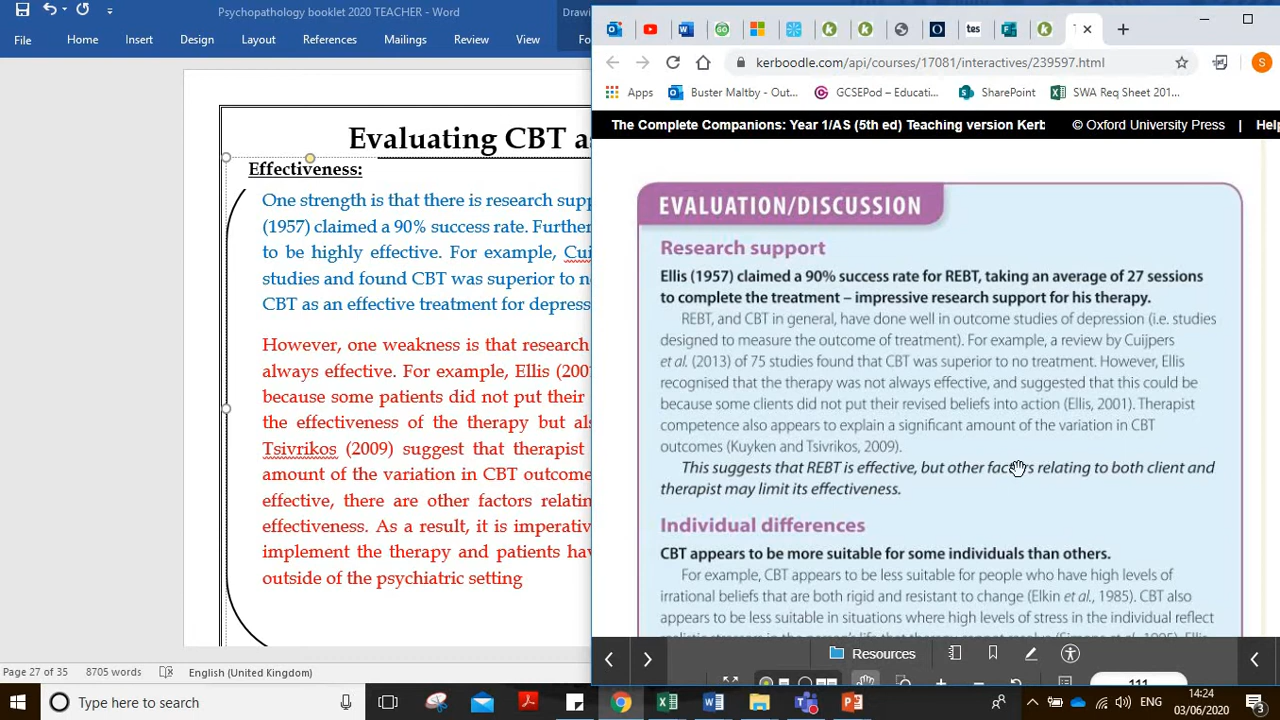 Psychopathology booklet 2020 TEACHER - Word
File Home Insert Design Layout References Mailings Review View
Evaluating CBT as
Effectiveness:
One strength is that there is research supp
(1957) claimed a 90% success rate. Further
to be highly effective. For example, Cui
studies and found CBT was superior to no
CBT as an effective treatment for depress
However, one weakness is that research
always effective. For example, Ellis (200
because some patients did not put their
the effectiveness of the therapy but als
Tsivrikos (2009) suggest that therapist
amount of the variation in CBT outcome
effective, there are other factors relatin
effectiveness. As a result, it is imperativ
implement the therapy and patients hav
outside of the psychiatric setting
Page 27 of 35 8705 words English (United Kingdom)
tes
kerboodle.com/api/courses/17081/interactives/239597.html
Apps Buster Maltby - Out... GCSEPod – Educati... SharePoint SWA Req Sheet 201...
The Complete Companions: Year 1/AS (5th ed) Teaching version Kerb © Oxford University Press | Help
EVALUATION/DISCUSSION
Research support
Ellis (1957) claimed a 90% success rate for REBT, taking an average of 27 sessions
to complete the treatment – impressive research support for his therapy.
REBT, and CBT in general, have done well in outcome studies of depression (i.e. studies
designed to measure the outcome of treatment). For example, a review by Cuijpers
et al. (2013) of 75 studies found that CBT was superior to no treatment. However, Ellis
recognised that the therapy was not always effective, and suggested that this could be
because some clients did not put their revised beliefs into action (Ellis, 2001). Therapist
competence also appears to explain a significant amount of the variation in CBT
outcomes (Kuyken and Tsivrikos, 2009).
This suggests that REBT is effective, but other factors relating to both client and
therapist may limit its effectiveness.
Individual differences
CBT appears to be more suitable for some individuals than others.
For example, CBT appears to be less suitable for people who have high levels of
irrational beliefs that are both rigid and resistant to change (Elkin et al., 1985). CBT also
appears to be less suitable in situations where high levels of stress in the individual reflect
Resources
111
Type here to search
ENG 14:24
03/06/2020